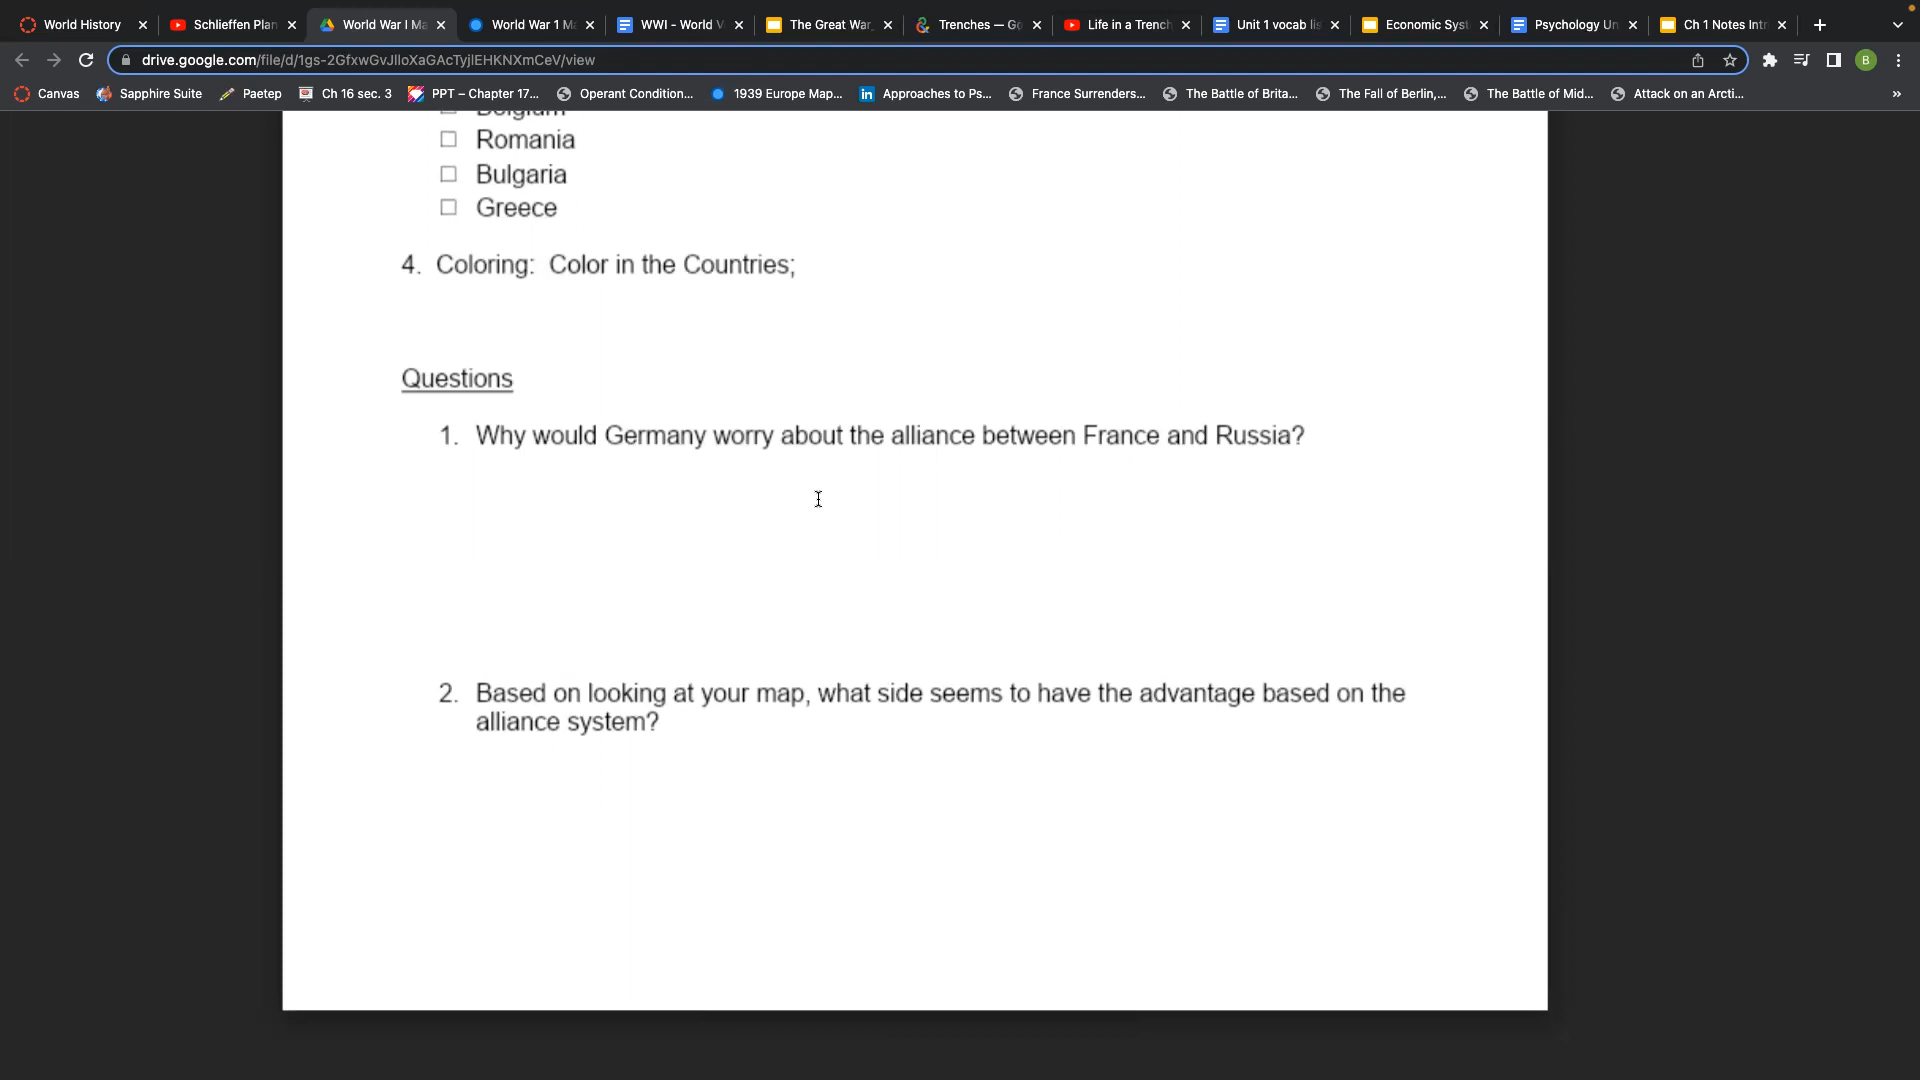 World History
Schlieffen Plan
World War I Ma
World War 1 Ma
WWI - World V
The Great War,
Trenches — Go
Life in a Trench
Unit 1 vocab lis
Economic Syst
Psychology Un
Ch 1 Notes Intr
drive.google.com/file/d/1gs-2GfxwGvJlloXaGAcTyjlEHKNXmCeV/view
B
Canvas
Sapphire Suite
Paetep
Ch 16 sec. 3
PPT – Chapter 17...
Operant Condition...
1939 Europe Map...
Approaches to Ps...
France Surrenders...
The Battle of Brita...
The Fall of Berlin,...
The Battle of Mid...
Attack on an Arcti...
»
Belgium
Romania
Bulgaria
Greece
4. Coloring: Color in the Countries;
Questions
1. Why would Germany worry about the alliance between France and Russia?
2. Based on looking at your map, what side seems to have the advantage based on the
alliance system?